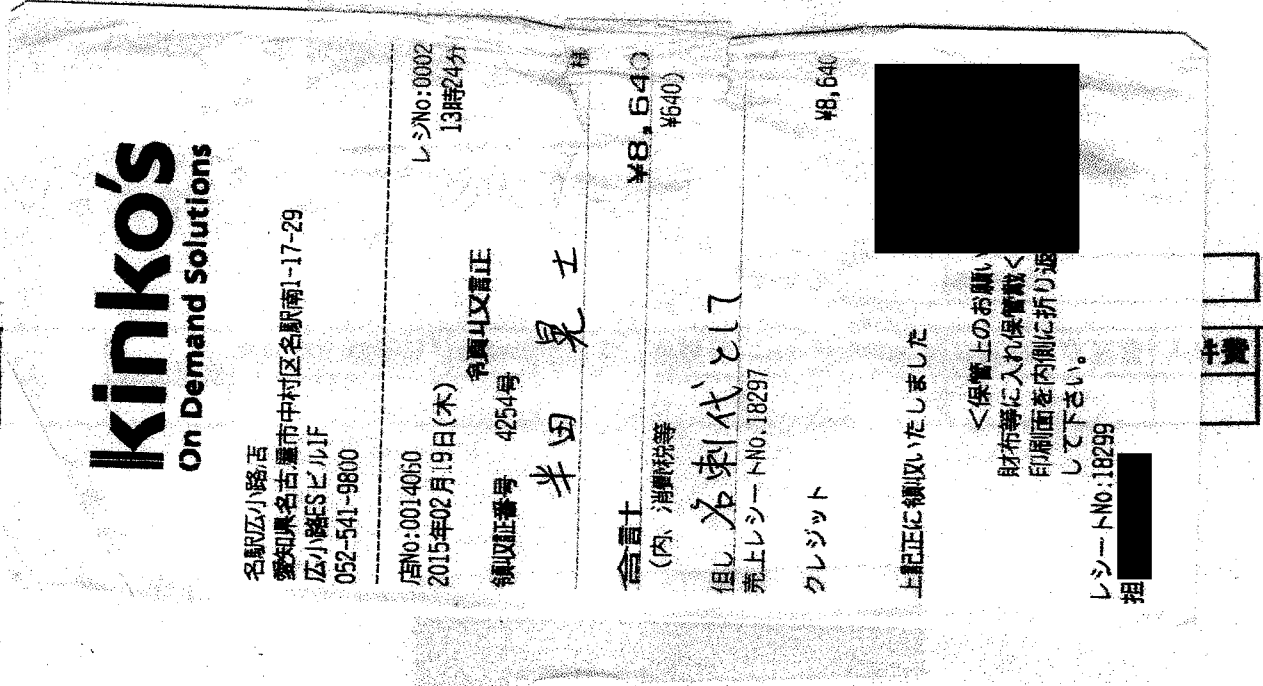 kinko's
On Demand Solutions
名駅広小路店
愛知県名古屋市中村区名駅南1-17-29
広小路ESビル1F
052-541-9800
店No:0014060 レジNo:0002
2015年02月19日(木) 13時24分
領収証
領収証番号 4254号
半田 晃士 様
合計 ¥8,640
(内、消費税等 ¥640)
但し 名刺代として
売上レシートNo.18297
クレジット ¥8,640
上記正に領収いたしました
<保管上のお願い
財布等に入れ保管戴く
印刷面を内側に折り返
して下さい。
レシートNo:18299
担
件費